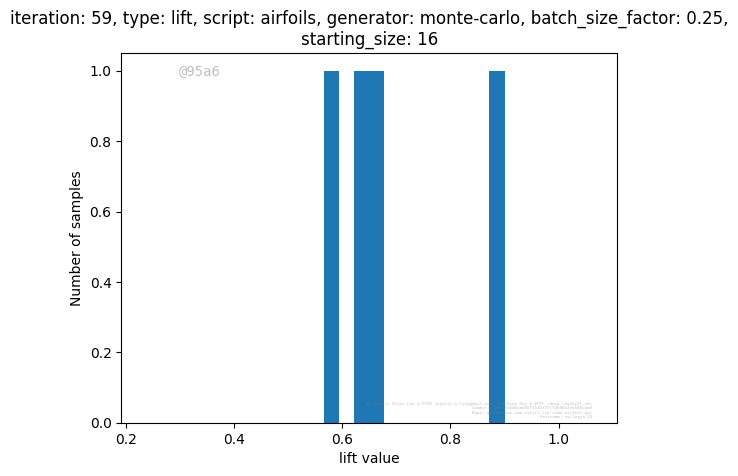 iteration: 59, type: lift, script: airfoils, generator: monte-carlo, batch_size_factor: 0.25,
starting_size: 16
@95a6
1.0
0.8
0.6
0.4
0.2
0.0
Number of samples
0.2 0.4 0.6 0.8 1.0
lift value